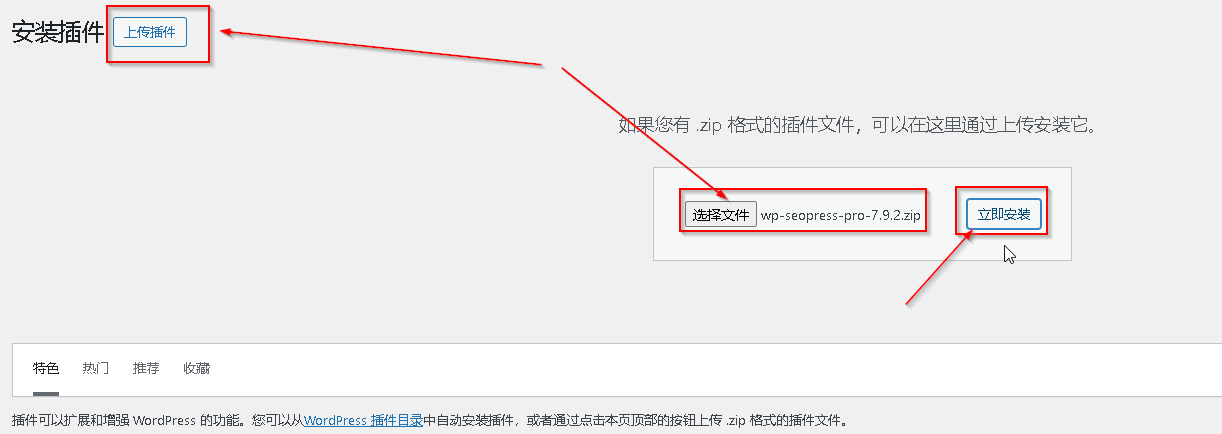 安装插件 上传插件
如果您有 .zip 格式的插件文件，可以在这里通过上传安装它。
选择文件 wp-seopress-pro-7.9.2.zip 立即安装
特色 热门 推荐 收藏
插件可以扩展和增强 WordPress 的功能。您可以从WordPress 插件目录中自动安装插件，或者通过点击本页顶部的按钮上传 .zip 格式的插件文件。